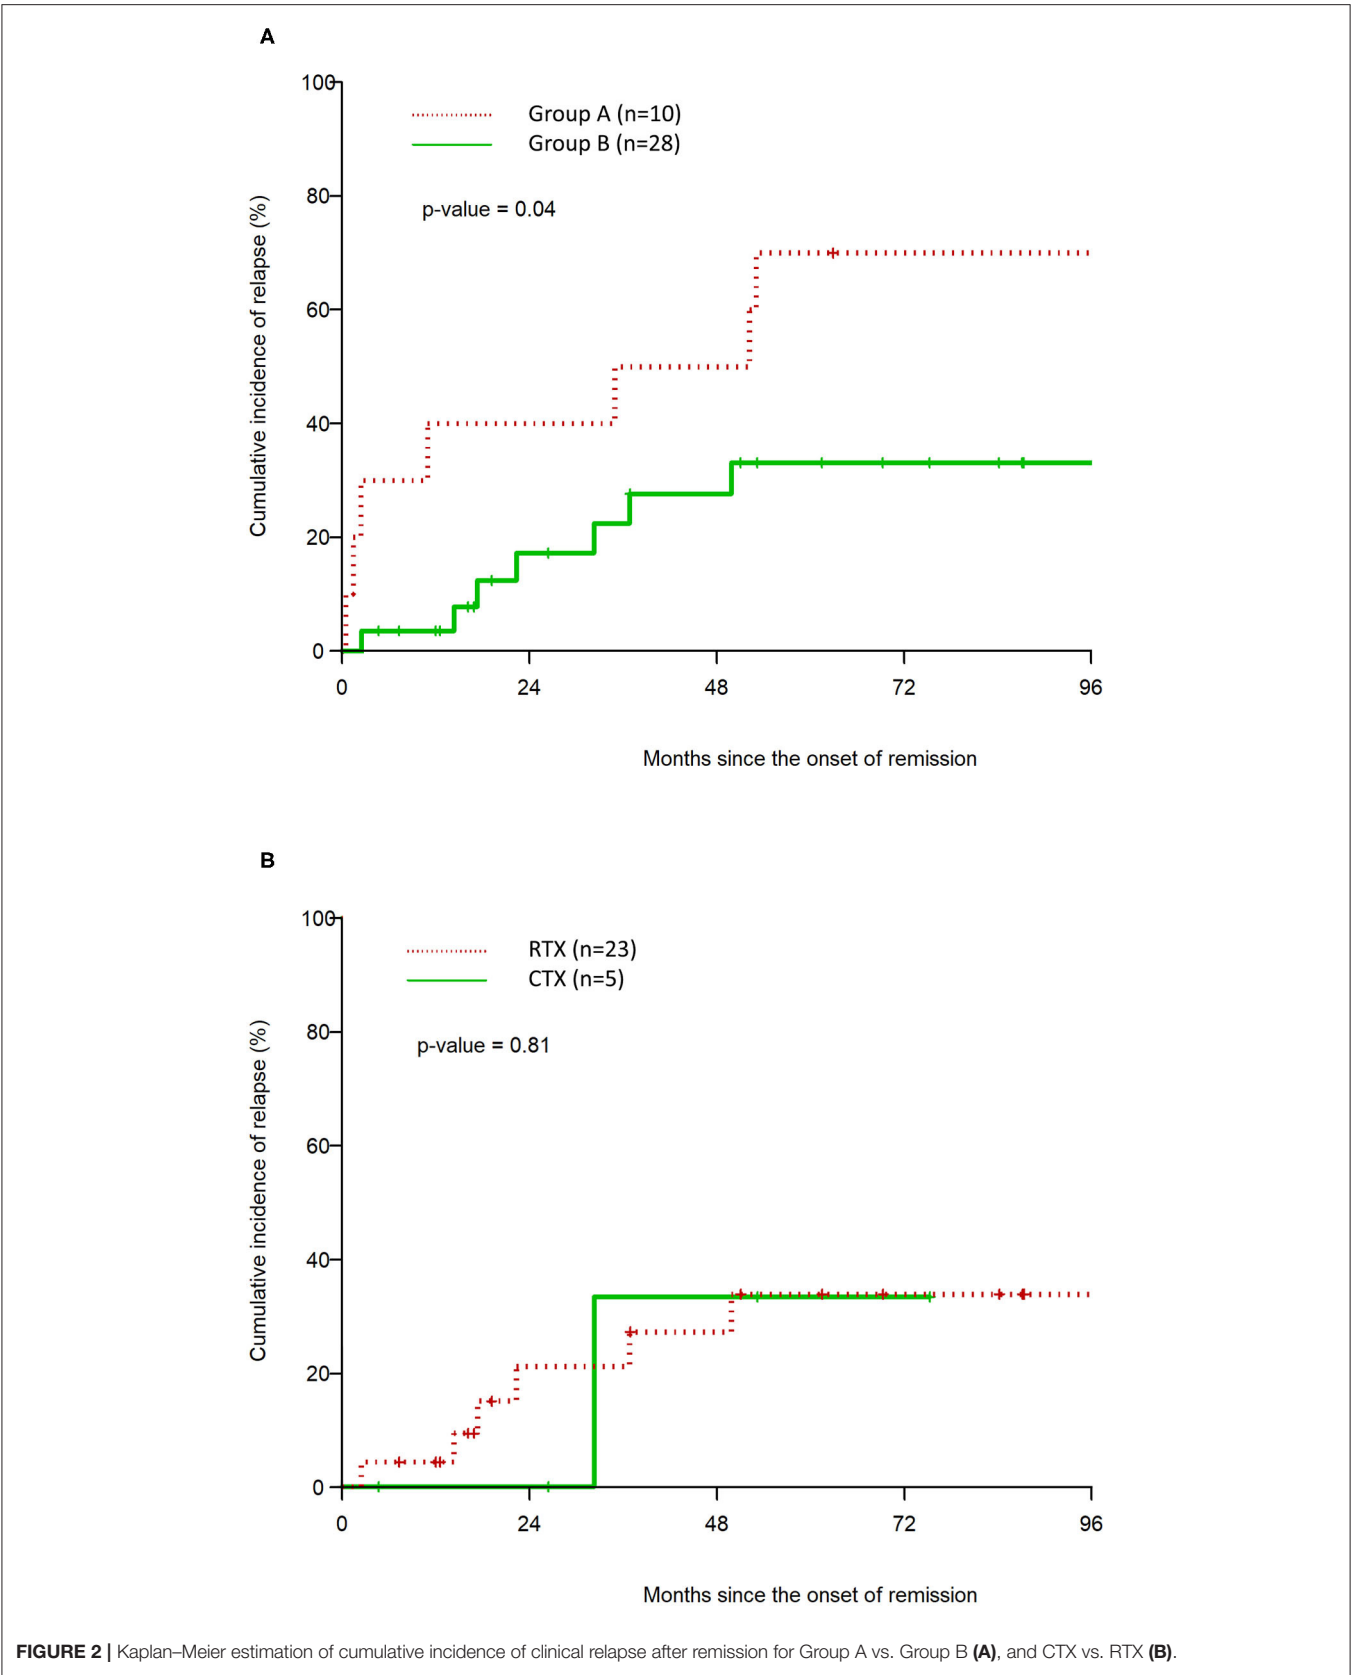 A
100
Group A (n=10)
Group B (n=28)
80
p-value = 0.04
60
40
20
0
Cumulative incidence of relapse (%)
0 24 48 72 96
Months since the onset of remission
B
100
RTX (n=23)
CTX (n=5)
80
p-value = 0.81
60
40
20
0
Cumulative incidence of relapse (%)
0 24 48 72 96
Months since the onset of remission
FIGURE 2 | Kaplan–Meier estimation of cumulative incidence of clinical relapse after remission for Group A vs. Group B (A), and CTX vs. RTX (B).